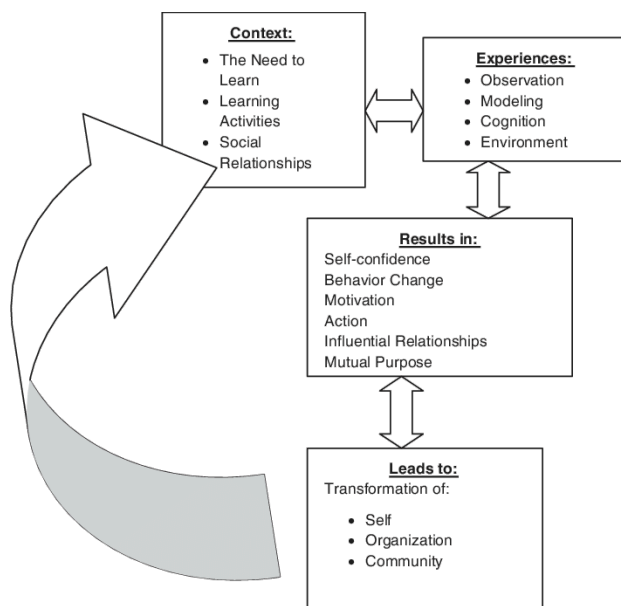 Context:
• The Need to
Learn
• Learning
Activities
• Social
Relationships
Experiences:
• Observation
• Modeling
• Cognition
• Environment
Results in:
Self-confidence
Behavior Change
Motivation
Action
Influential Relationships
Mutual Purpose
Leads to:
Transformation of:
• Self
• Organization
• Community